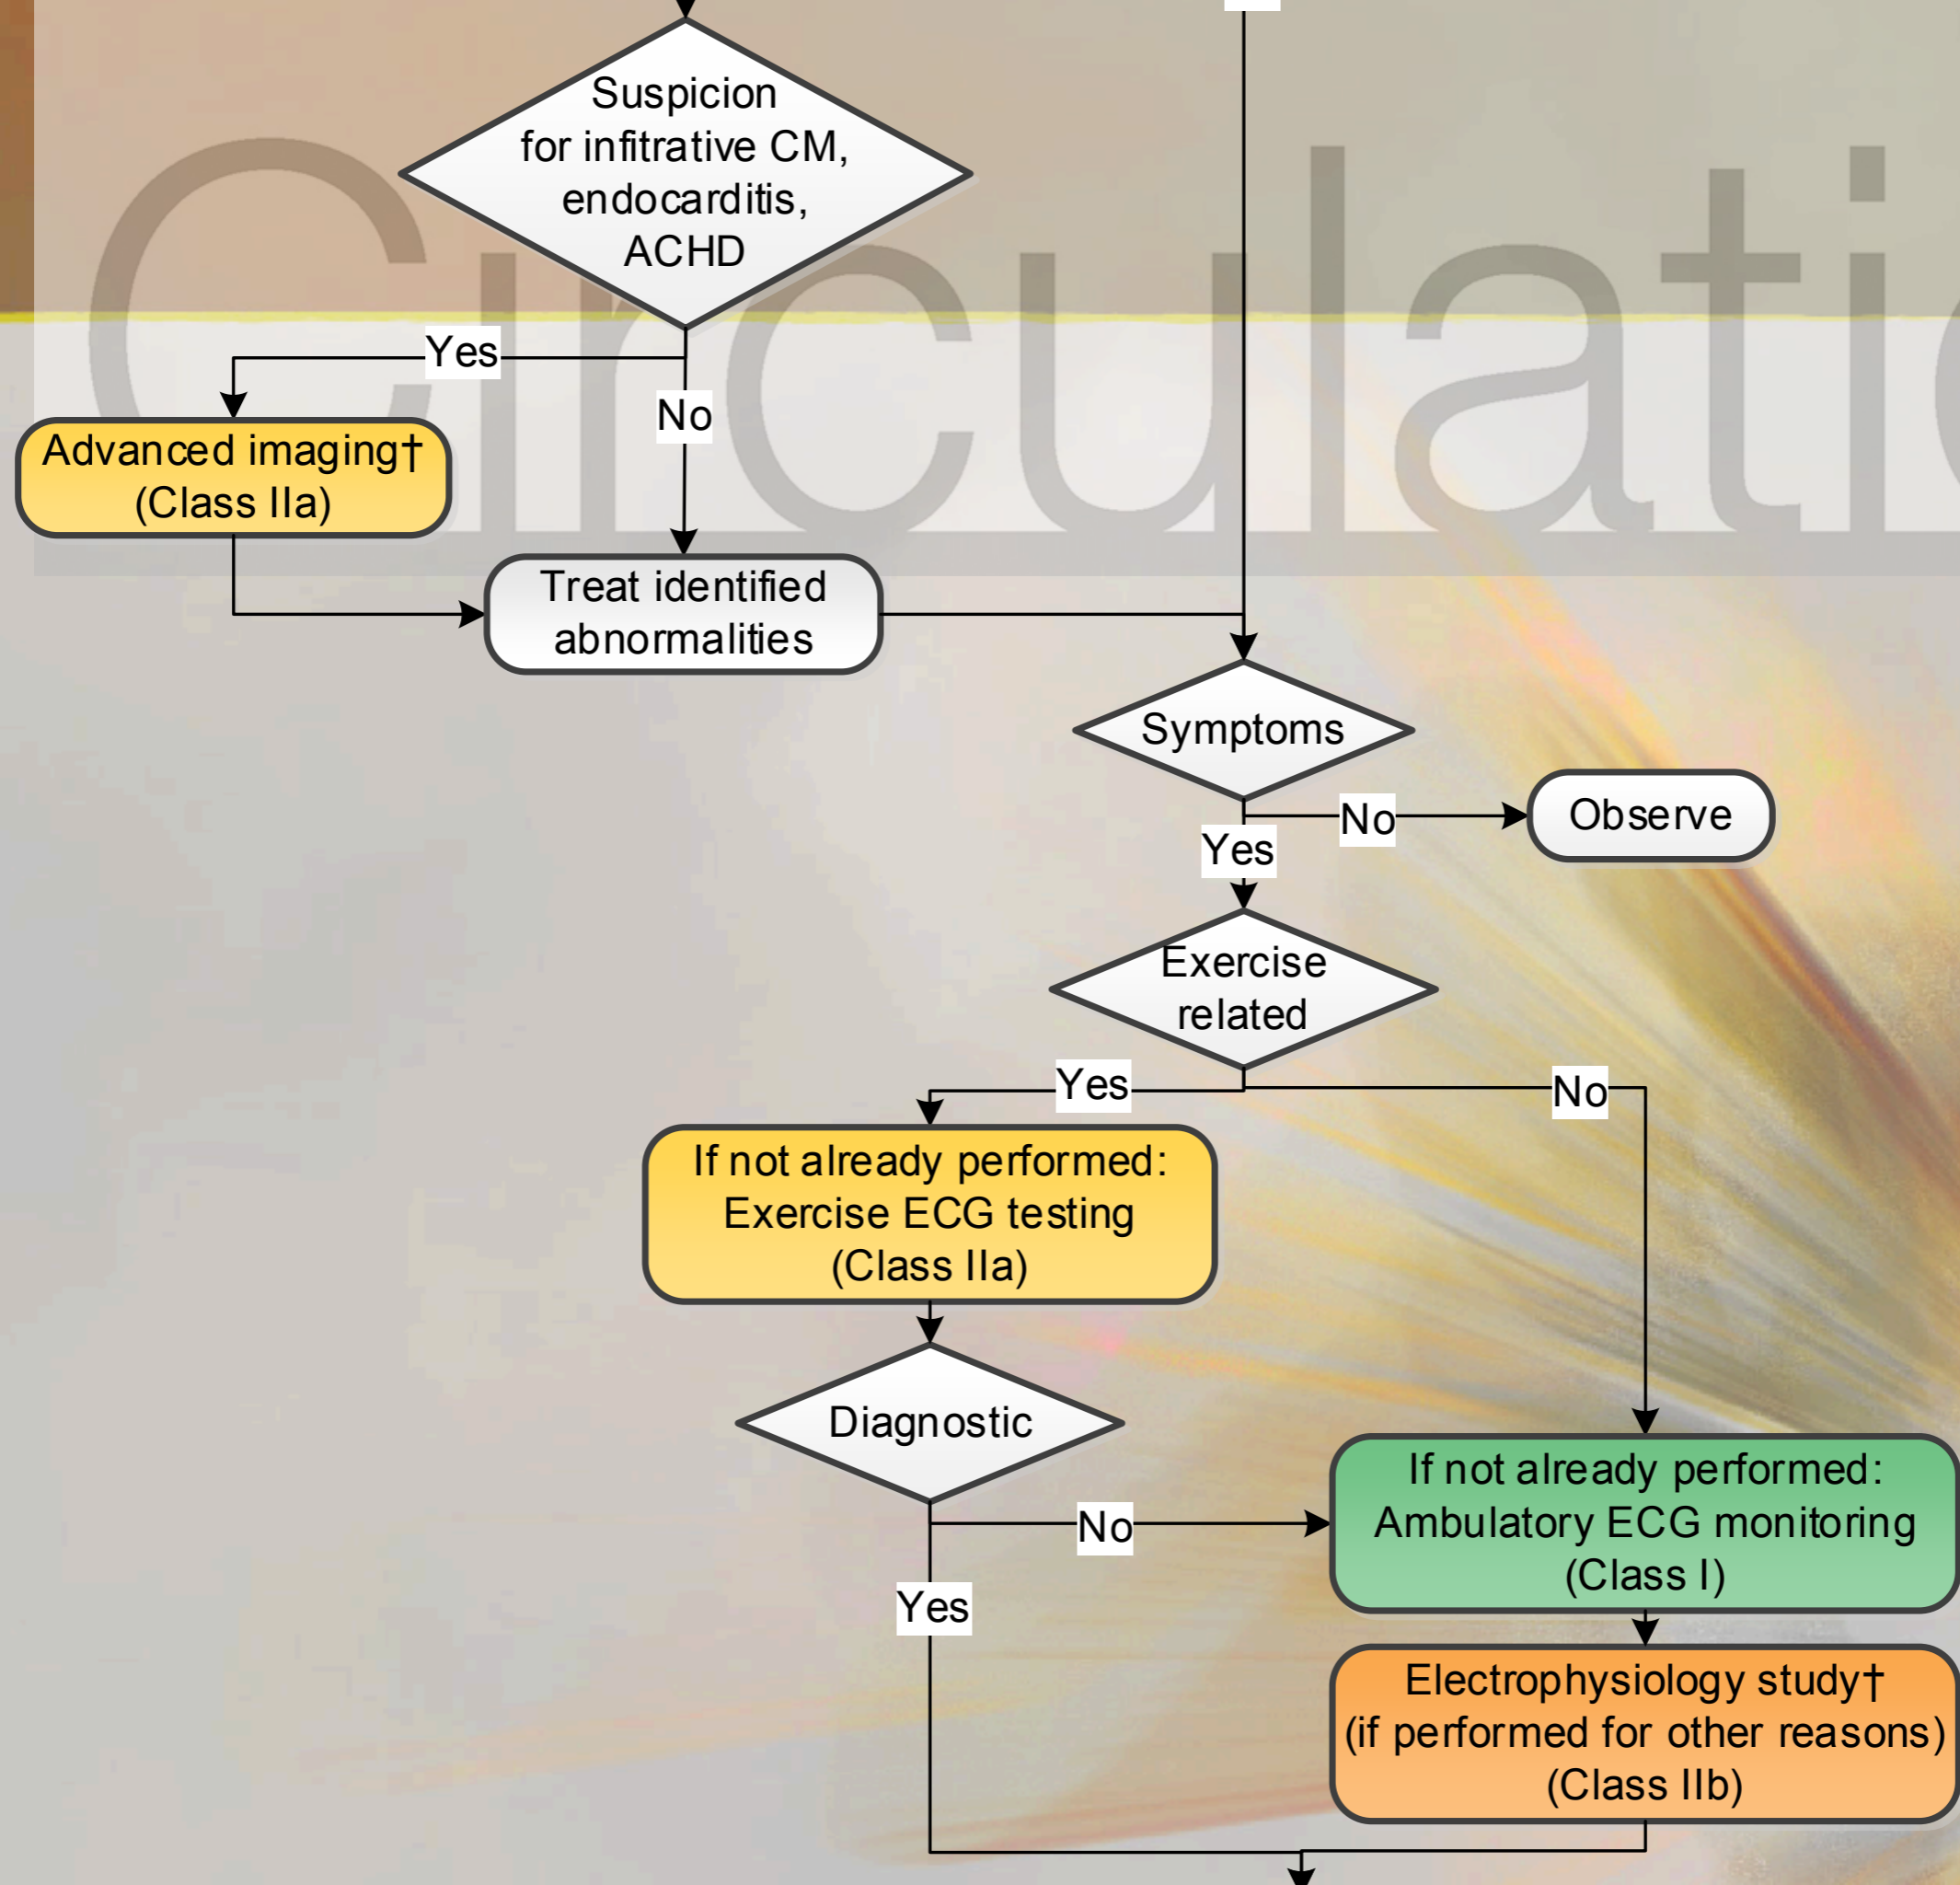 Circulati
Suspicion
for infitrative CM,
endocarditis,
ACHD
Yes
No
Advanced imaging†
(Class IIa)
Treat identified
abnormalities
Symptoms
No
Observe
Yes
Exercise
related
Yes
No
If not already performed:
Exercise ECG testing
(Class IIa)
Diagnostic
No
Yes
If not already performed:
Ambulatory ECG monitoring
(Class I)
Electrophysiology study†
(if performed for other reasons)
(Class IIb)